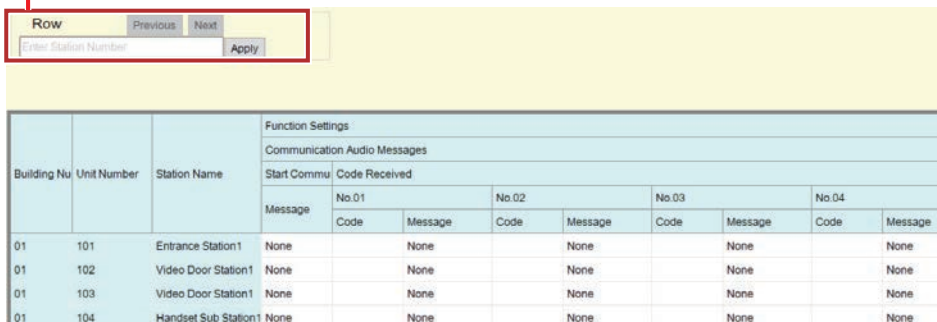 Row Previous Next
Enter Station Number Apply
Function Settings
Communication Audio Messages
Building Nu Unit Number Station Name Start Commu Code Received
Message No.01 No.02 No.03 No.04
Code Message Code Message Code Message Code Message
01 101 Entrance Station1 None None None None None
01 102 Video Door Station1 None None None None None
01 103 Video Door Station1 None None None None None
01 104 Handset Sub Station1 None None None None None